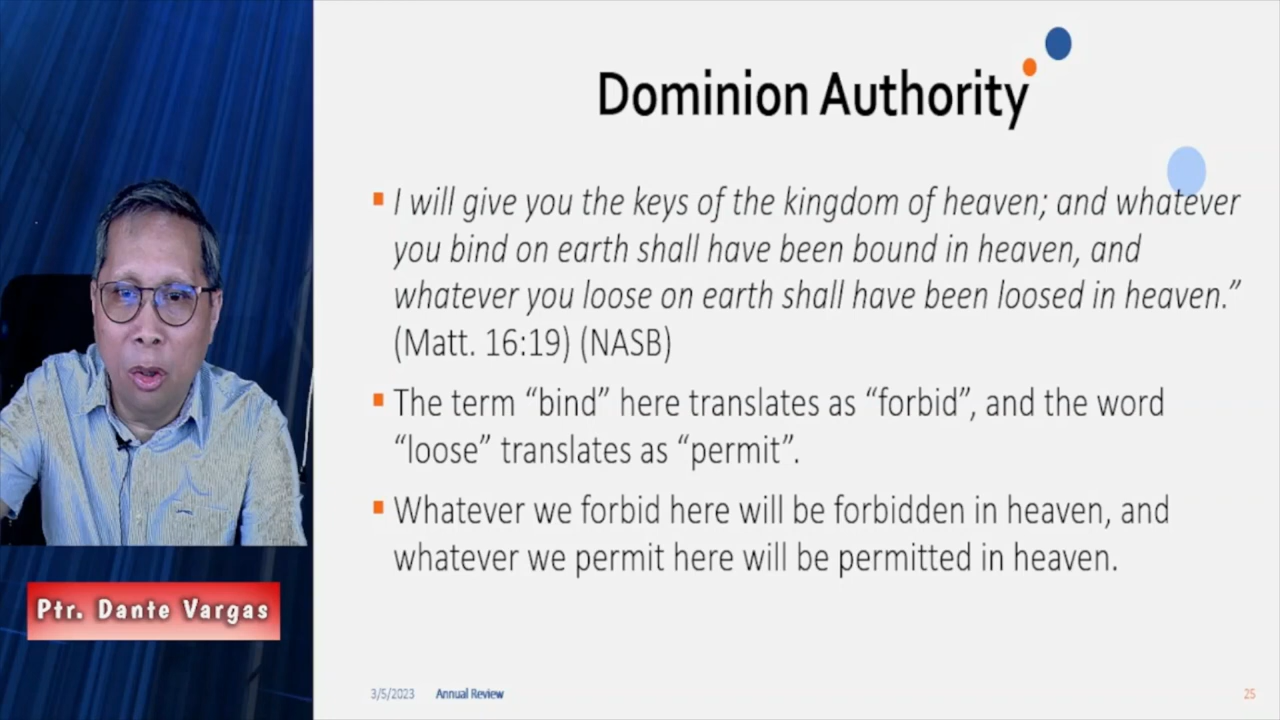 Dominion Authority
I will give you the keys of the kingdom of heaven; and whatever
you bind on earth shall have been bound in heaven, and
whatever you loose on earth shall have been loosed in heaven.”
(Matt. 16:19) (NASB)
The term “bind” here translates as “forbid”, and the word
“loose” translates as “permit”.
Whatever we forbid here will be forbidden in heaven, and
whatever we permit here will be permitted in heaven.
Ptr. Dante Vargas
3/5/2023 Annual Review 25